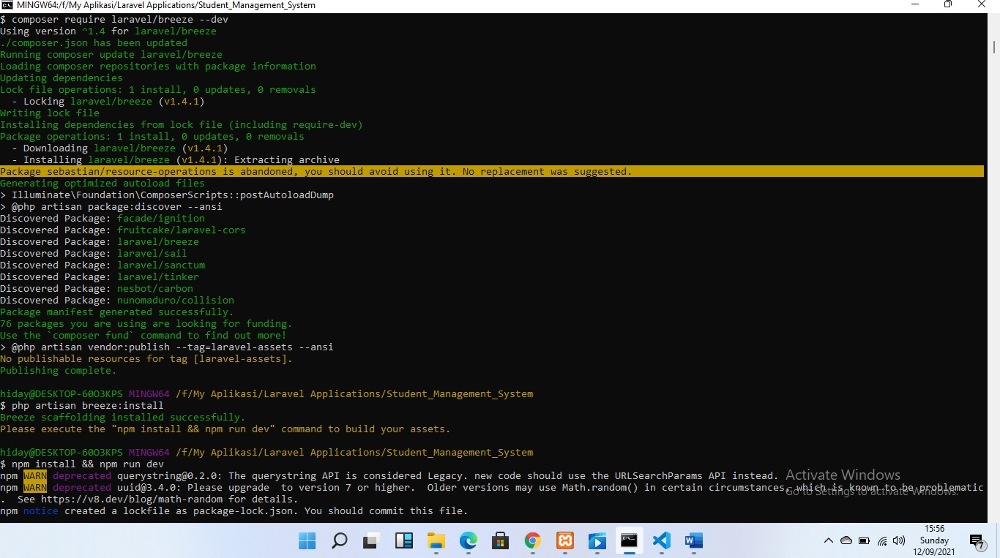 MINGW64:/f/My Aplikasi/Laravel Applications/Student_Management_System
$ composer require laravel/breeze --dev
Using version ^1.4 for laravel/breeze
./composer.json has been updated
Running composer update laravel/breeze
Loading composer repositories with package information
Updating dependencies
Lock file operations: 1 install, 0 updates, 0 removals
  - Locking laravel/breeze (v1.4.1)
Writing lock file
Installing dependencies from lock file (including require-dev)
Package operations: 1 install, 0 updates, 0 removals
  - Downloading laravel/breeze (v1.4.1)
  - Installing laravel/breeze (v1.4.1): Extracting archive
Package sebastian/resource-operations is abandoned, you should avoid using it. No replacement was suggested.
Generating optimized autoload files
> Illuminate\Foundation\ComposerScripts::postAutoloadDump
> @php artisan package:discover --ansi
Discovered Package: facade/ignition
Discovered Package: fruitcake/laravel-cors
Discovered Package: laravel/breeze
Discovered Package: laravel/sail
Discovered Package: laravel/sanctum
Discovered Package: laravel/tinker
Discovered Package: nesbot/carbon
Discovered Package: nunomaduro/collision
Package manifest generated successfully.
76 packages you are using are looking for funding.
Use the `composer fund` command to find out more!
> @php artisan vendor:publish --tag=laravel-assets --ansi
No publishable resources for tag [laravel-assets].
Publishing complete.
hiday@DESKTOP-60O3KPS MINGW64 /f/My Aplikasi/Laravel Applications/Student_Management_System
$ php artisan breeze:install
Breeze scaffolding installed successfully.
Please execute the "npm install && npm run dev" command to build your assets.
hiday@DESKTOP-60O3KPS MINGW64 /f/My Aplikasi/Laravel Applications/Student_Management_System
$ npm install && npm run dev
npm WARN deprecated querystring@0.2.0: The querystring API is considered Legacy. new code should use the URLSearchParams API instead.
npm WARN deprecated uuid@3.4.0: Please upgrade  to version 7 or higher.  Older versions may use Math.random() in certain circumstances, which is known to be problematic
.  See https://v8.dev/blog/math-random for details.
npm notice created a lockfile as package-lock.json. You should commit this file.
Activate Windows
Go to Settings to activate Windows.
15:56
Sunday
12/09/2021
7